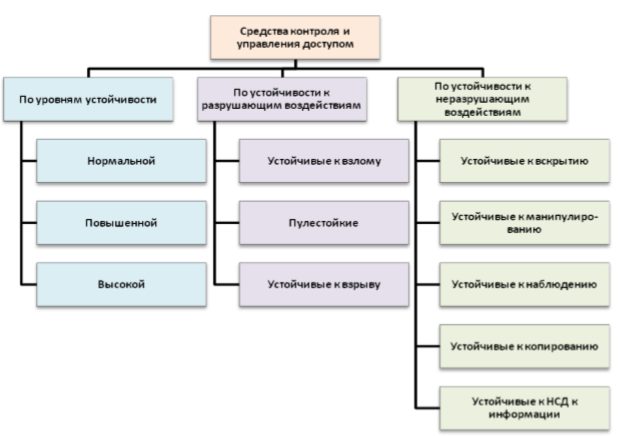 Средства контроля и
управления доступом
По уровням устойчивости
Нормальной
Повышенной
Высокой
По устойчивости к
разрушающим воздействиям
Устойчивые к взлому
Пулестойкие
Устойчивые к взрыву
По устойчивости к
неразрушающим
воздействиям
Устойчивые к вскрытию
Устойчивые к манипулиро-
ванию
Устойчивые к наблюдению
Устойчивые к копированию
Устойчивые к НСД к
информации